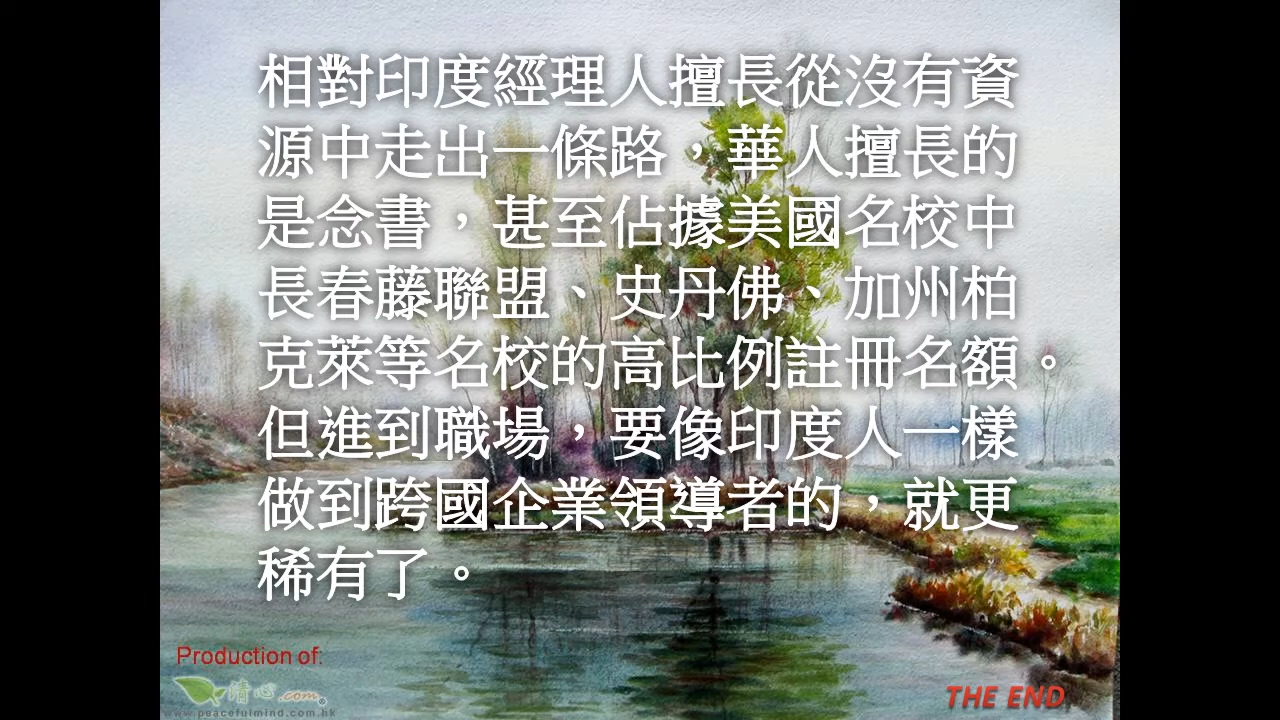 相對印度經理人擅長從沒有資
源中走出一條路，華人擅長的
是念書，甚至佔據美國名校中
長春藤聯盟、史丹佛、加州柏
克萊等名校的高比例註冊名額。
但進到職場，要像印度人一樣
做到跨國企業領導者的，就更
稀有了。
Production of:
清心.com
www.peacefulmind.com.hk
THE END